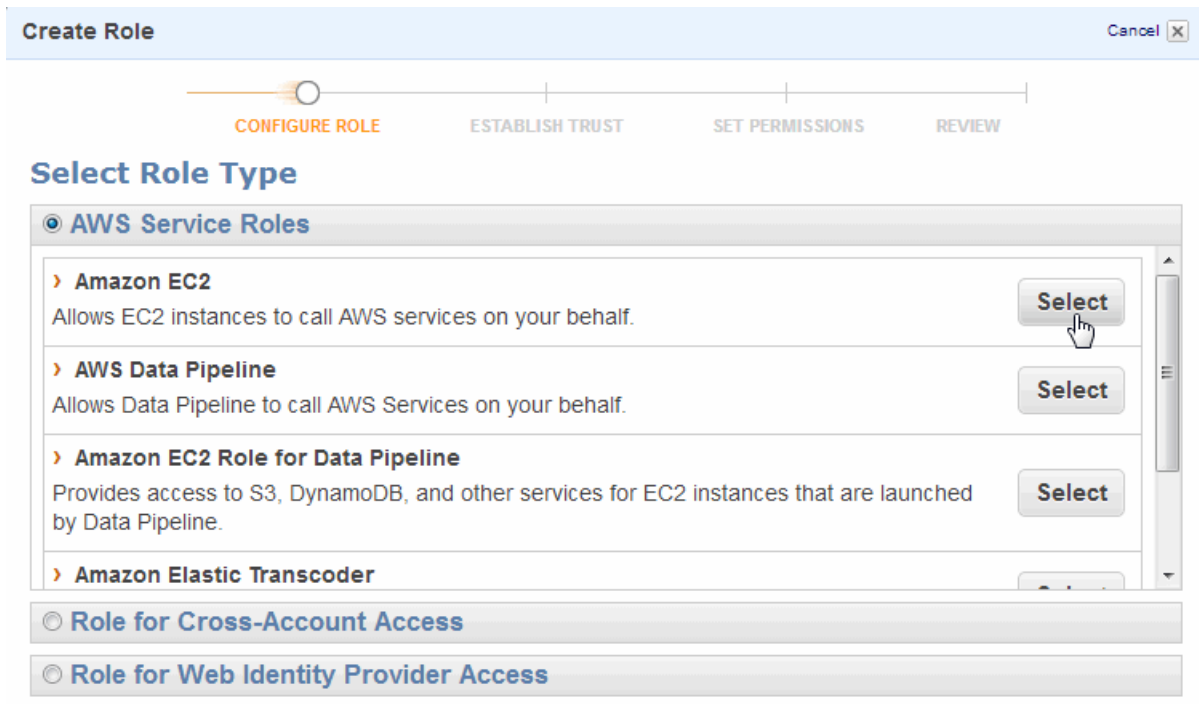 Create Role
Cancel
CONFIGURE ROLE ESTABLISH TRUST SET PERMISSIONS REVIEW
Select Role Type
AWS Service Roles
Amazon EC2
Allows EC2 instances to call AWS services on your behalf.
Select
AWS Data Pipeline
Allows Data Pipeline to call AWS Services on your behalf.
Select
Amazon EC2 Role for Data Pipeline
Provides access to S3, DynamoDB, and other services for EC2 instances that are launched
by Data Pipeline.
Select
Amazon Elastic Transcoder
Role for Cross-Account Access
Role for Web Identity Provider Access